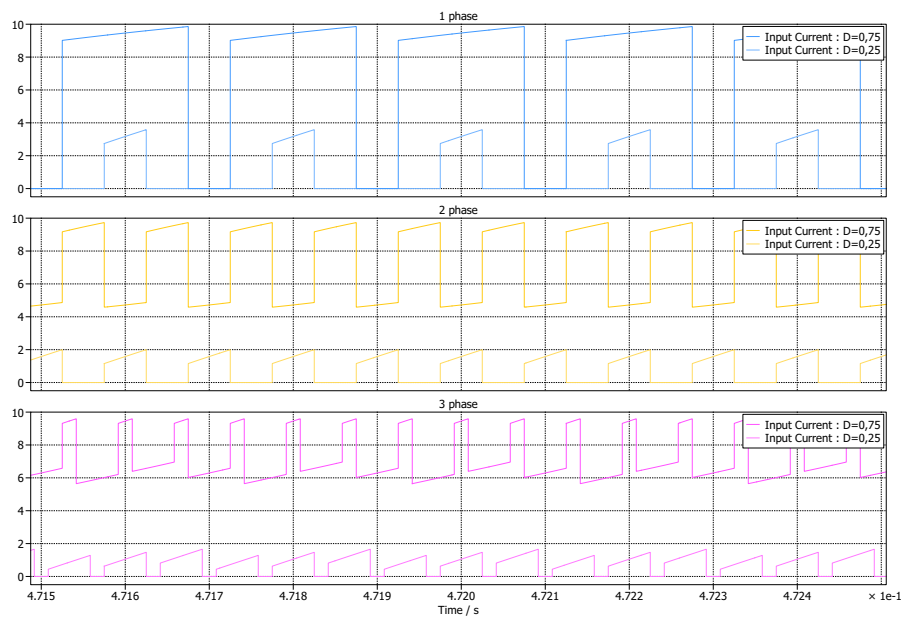 1 phase
10
8
6
4
2
0
Input Current : D=0,75
Input Current : D=0,25
2 phase
10
8
6
4
2
0
Input Current : D=0,75
Input Current : D=0,25
3 phase
10
8
6
4
2
0
Input Current : D=0,75
Input Current : D=0,25
4.715 4.716 4.717 4.718 4.719 4.720 4.721 4.722 4.723 4.724 × 1e-1
Time / s